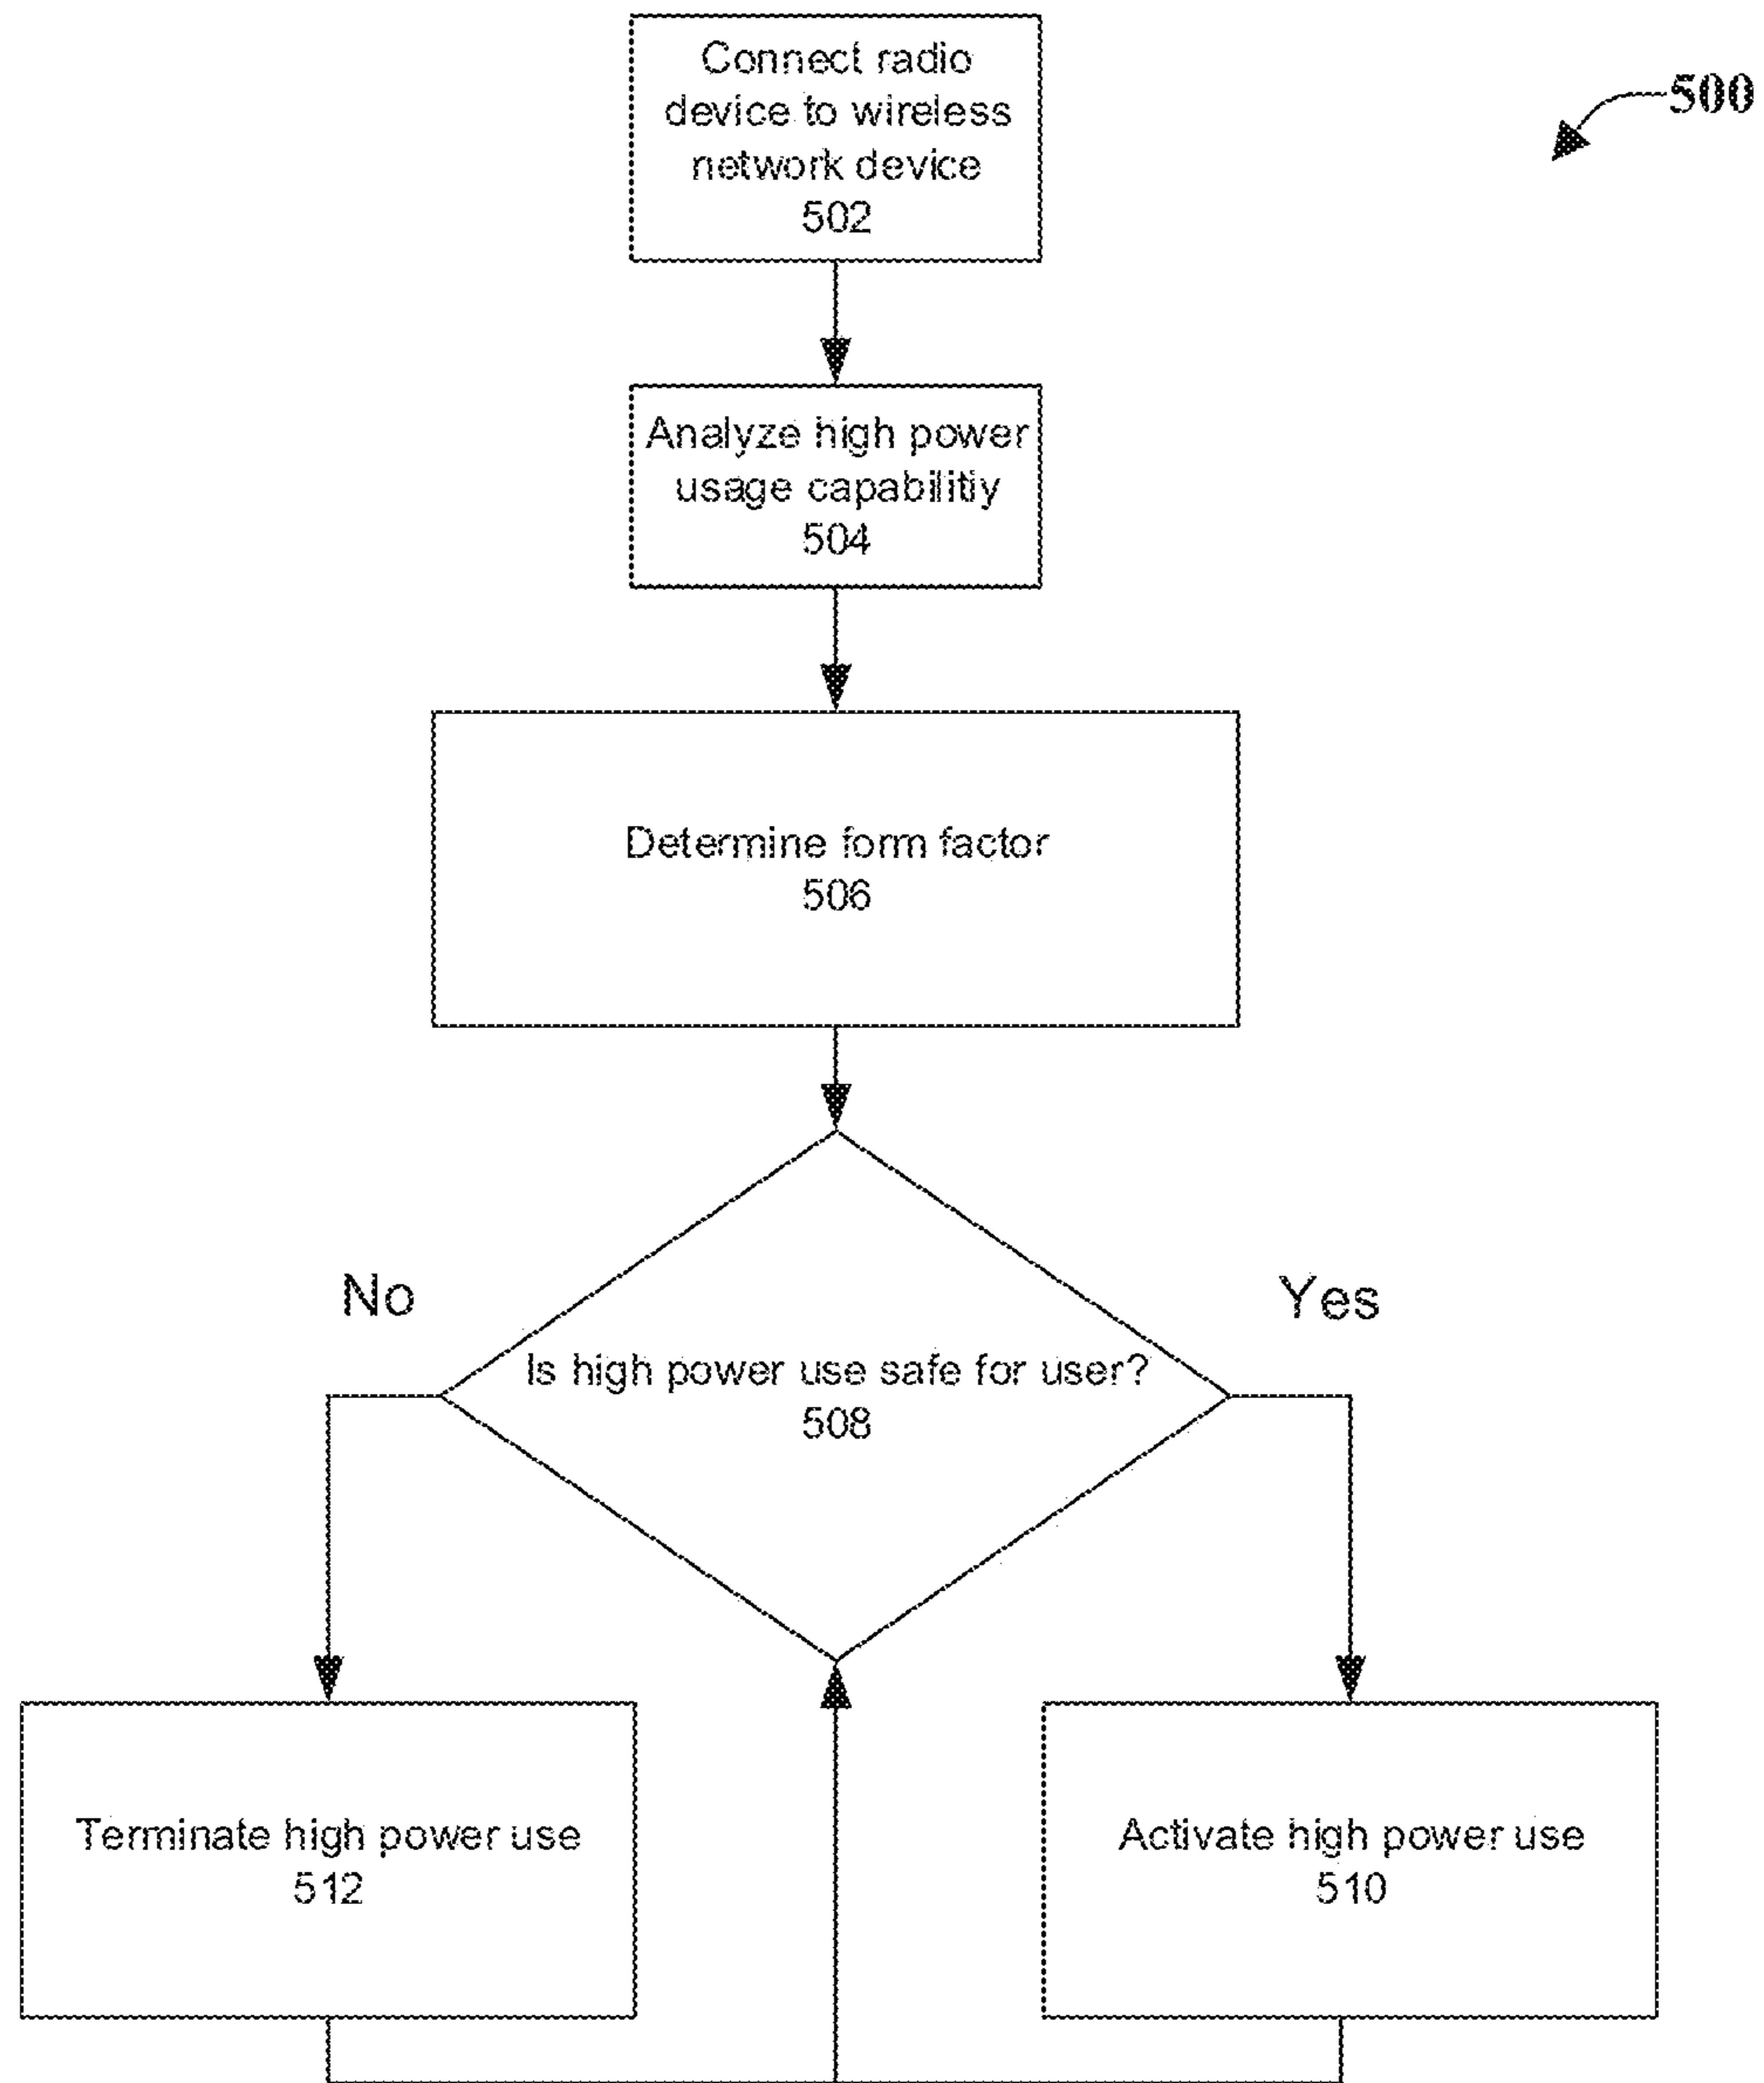 Connect radio
device to wireless
network device
502
500
Analyze high power
usage capabilitiy
504
Determine form factor
506
No
Yes
Is high power use safe for user?
508
Terminate high power use
512
Activate high power use
510